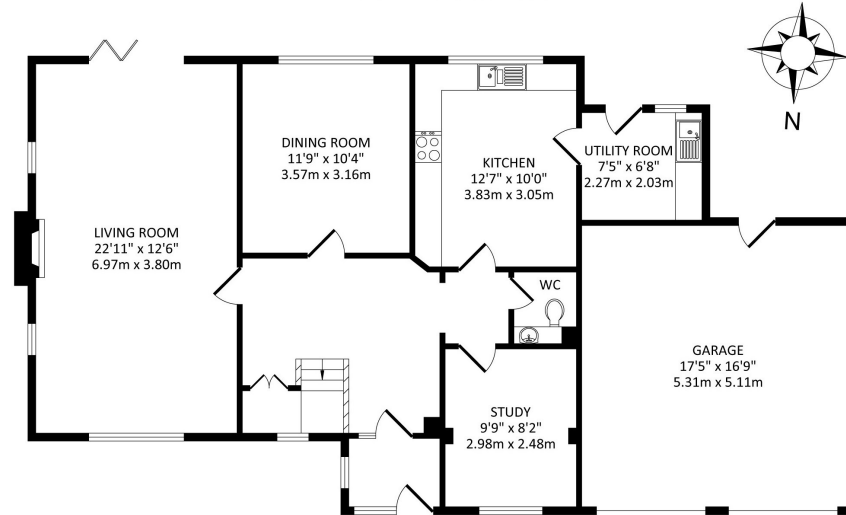 N
DINING ROOM
11'9" x 10'4"
3.57m x 3.16m
KITCHEN
12'7" x 10'0"
3.83m x 3.05m
UTILITY ROOM
7'5" x 6'8"
2.27m x 2.03m
LIVING ROOM
22'11" x 12'6"
6.97m x 3.80m
WC
GARAGE
17'5" x 16'9"
5.31m x 5.11m
STUDY
9'9" x 8'2"
2.98m x 2.48m